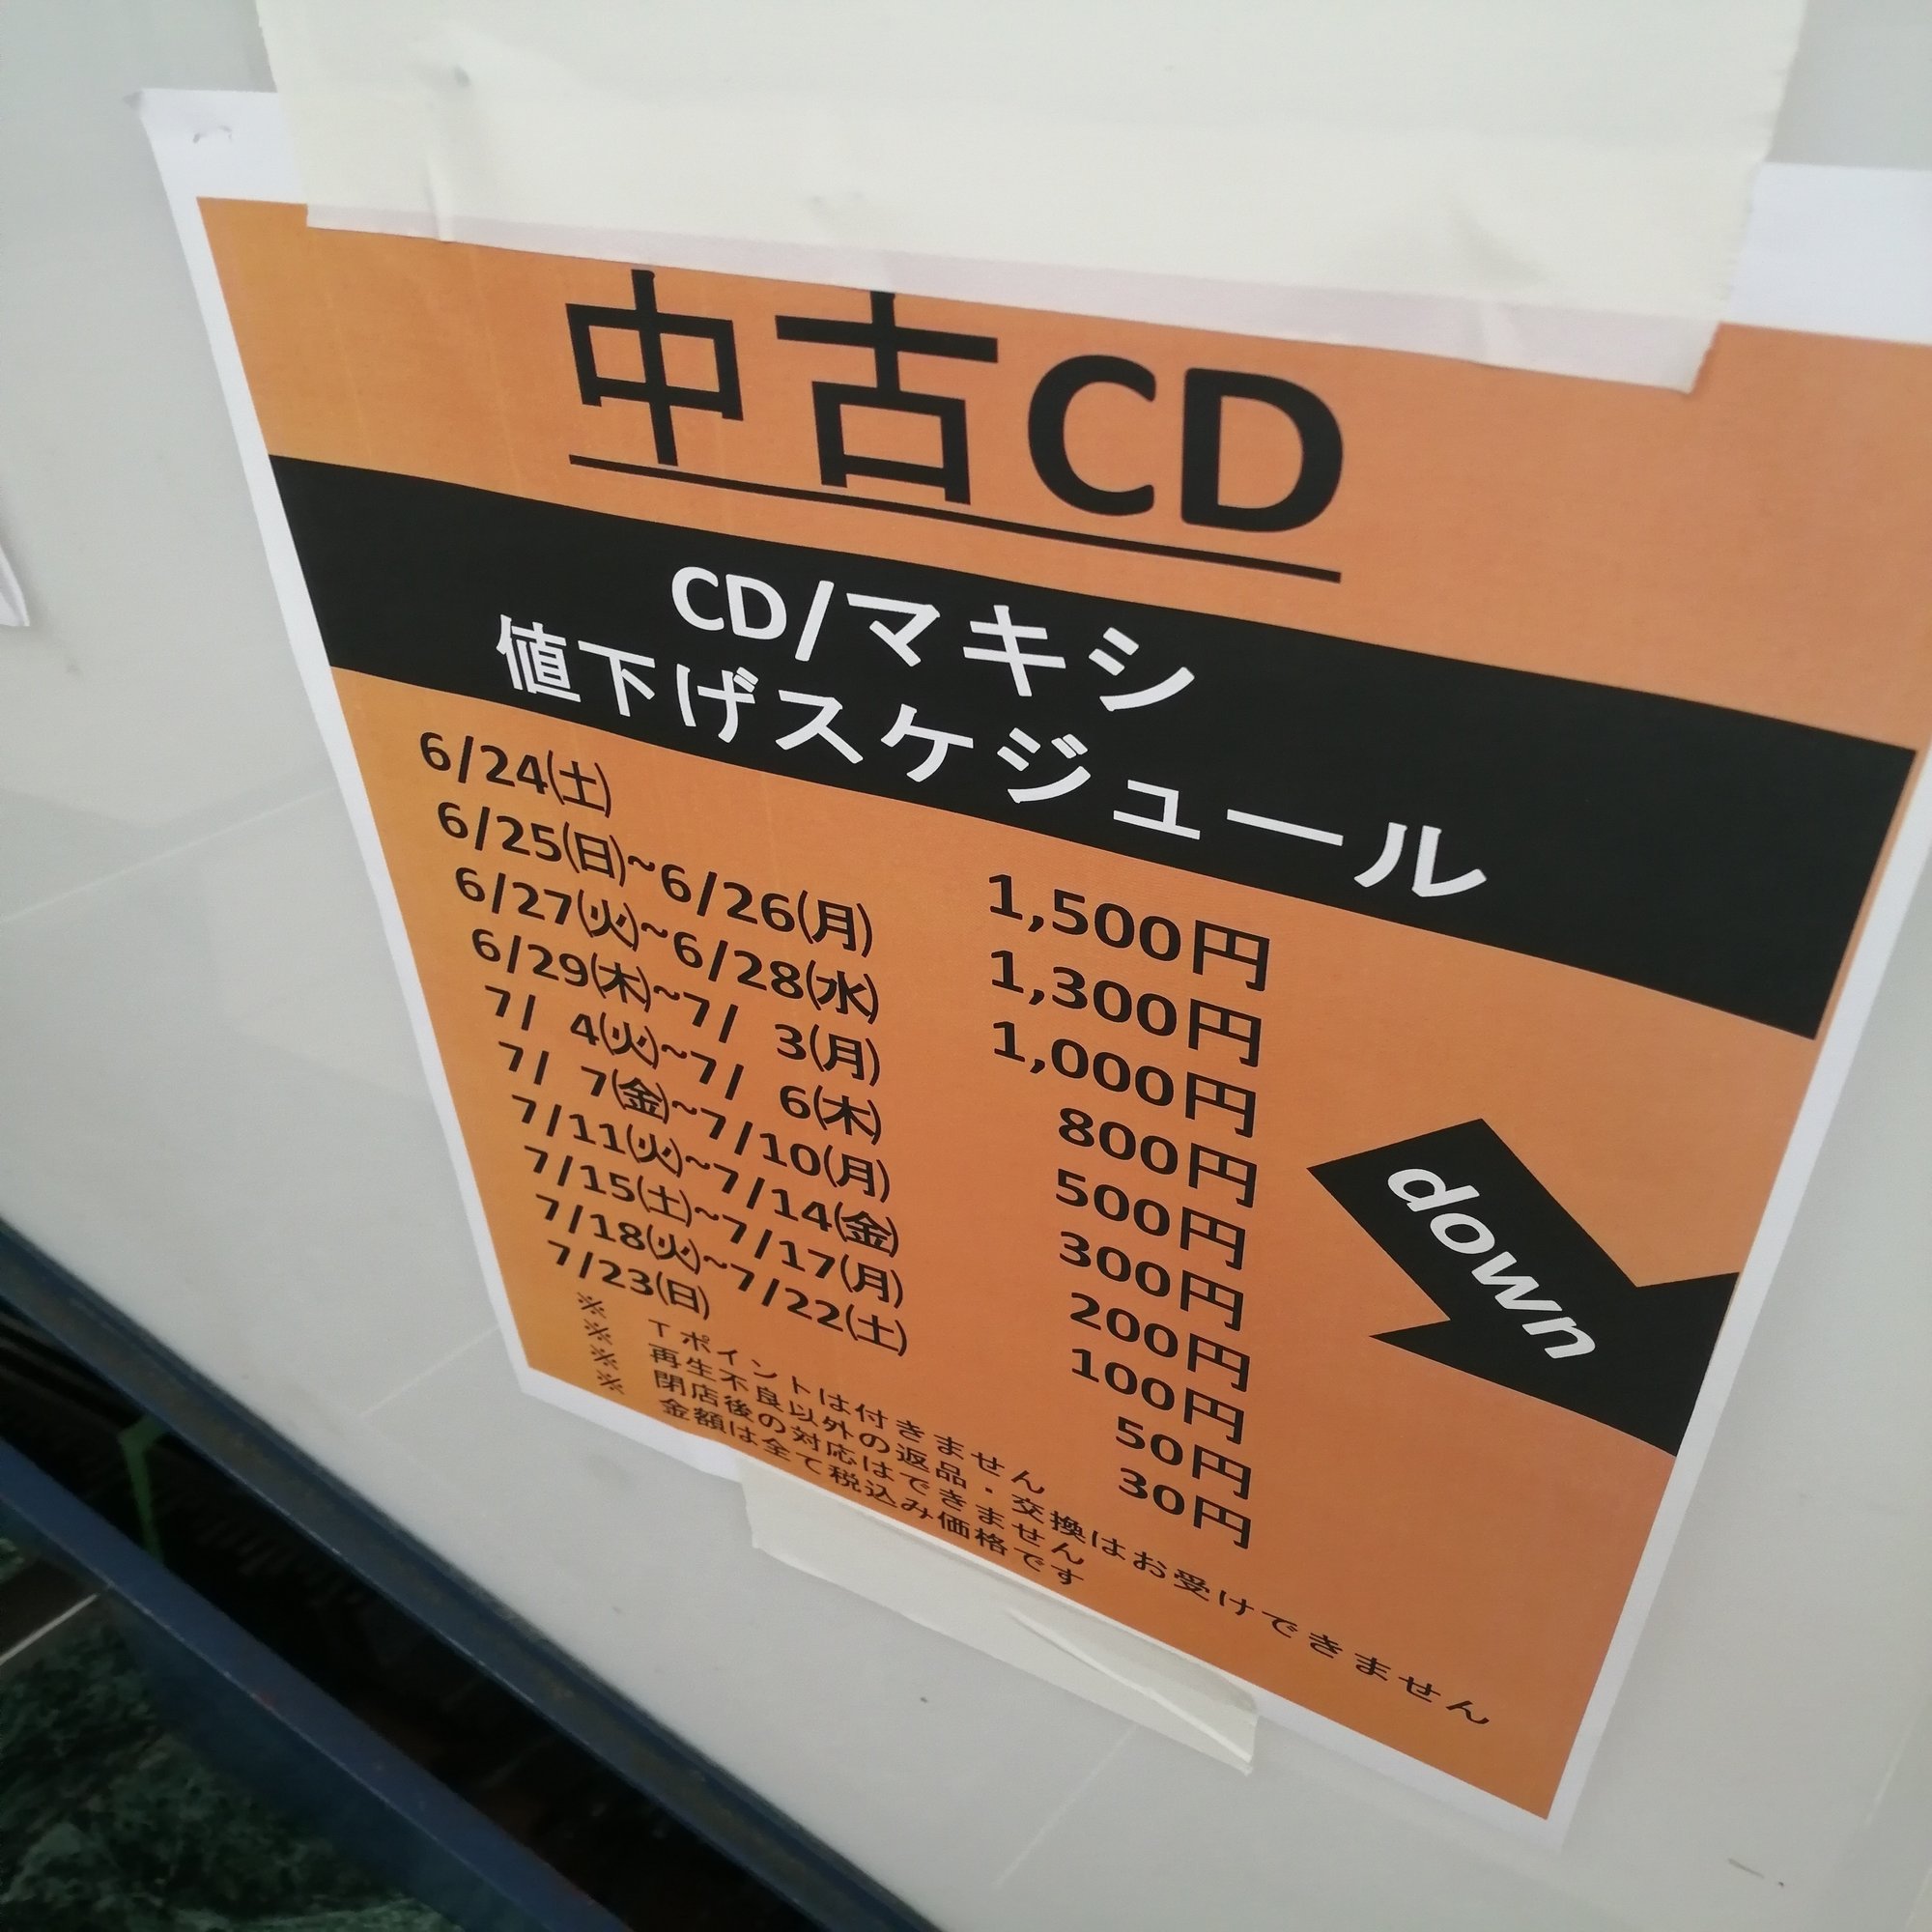 中古CD
CD/マキシ
値下げスケジュール
6/24(土) 1,500円
6/25(日)~6/26(月) 1,300円
6/27(火)~6/28(水) 1,000円
6/29(木)~7/ 3(月) 800円
7/ 4(火)~7/ 6(木) 500円
7/ 7(金)~7/10(月) 300円
7/11(火)~7/14(金) 200円
7/15(土)~7/17(月) 100円
7/18(火)~7/22(土) 50円
7/23(日) 30円
down
※ Tポイントは付きません
※ 再生不良以外の返品・交換はお受けできません
※ 閉店後の対応はできません
※ 金額は全て税込み価格です